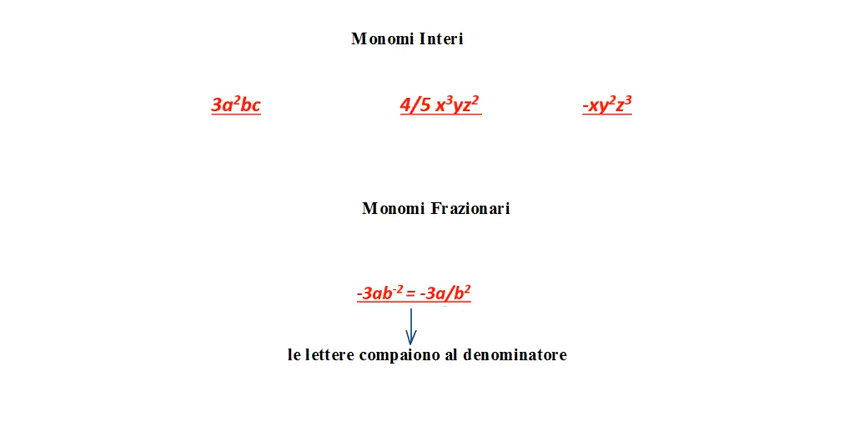 Monomi Interi
3a²bc 4/5 x³yz² -xy²z³
Monomi Frazionari
-3ab⁻² = -3a/b²
le lettere compaiono al denominatore